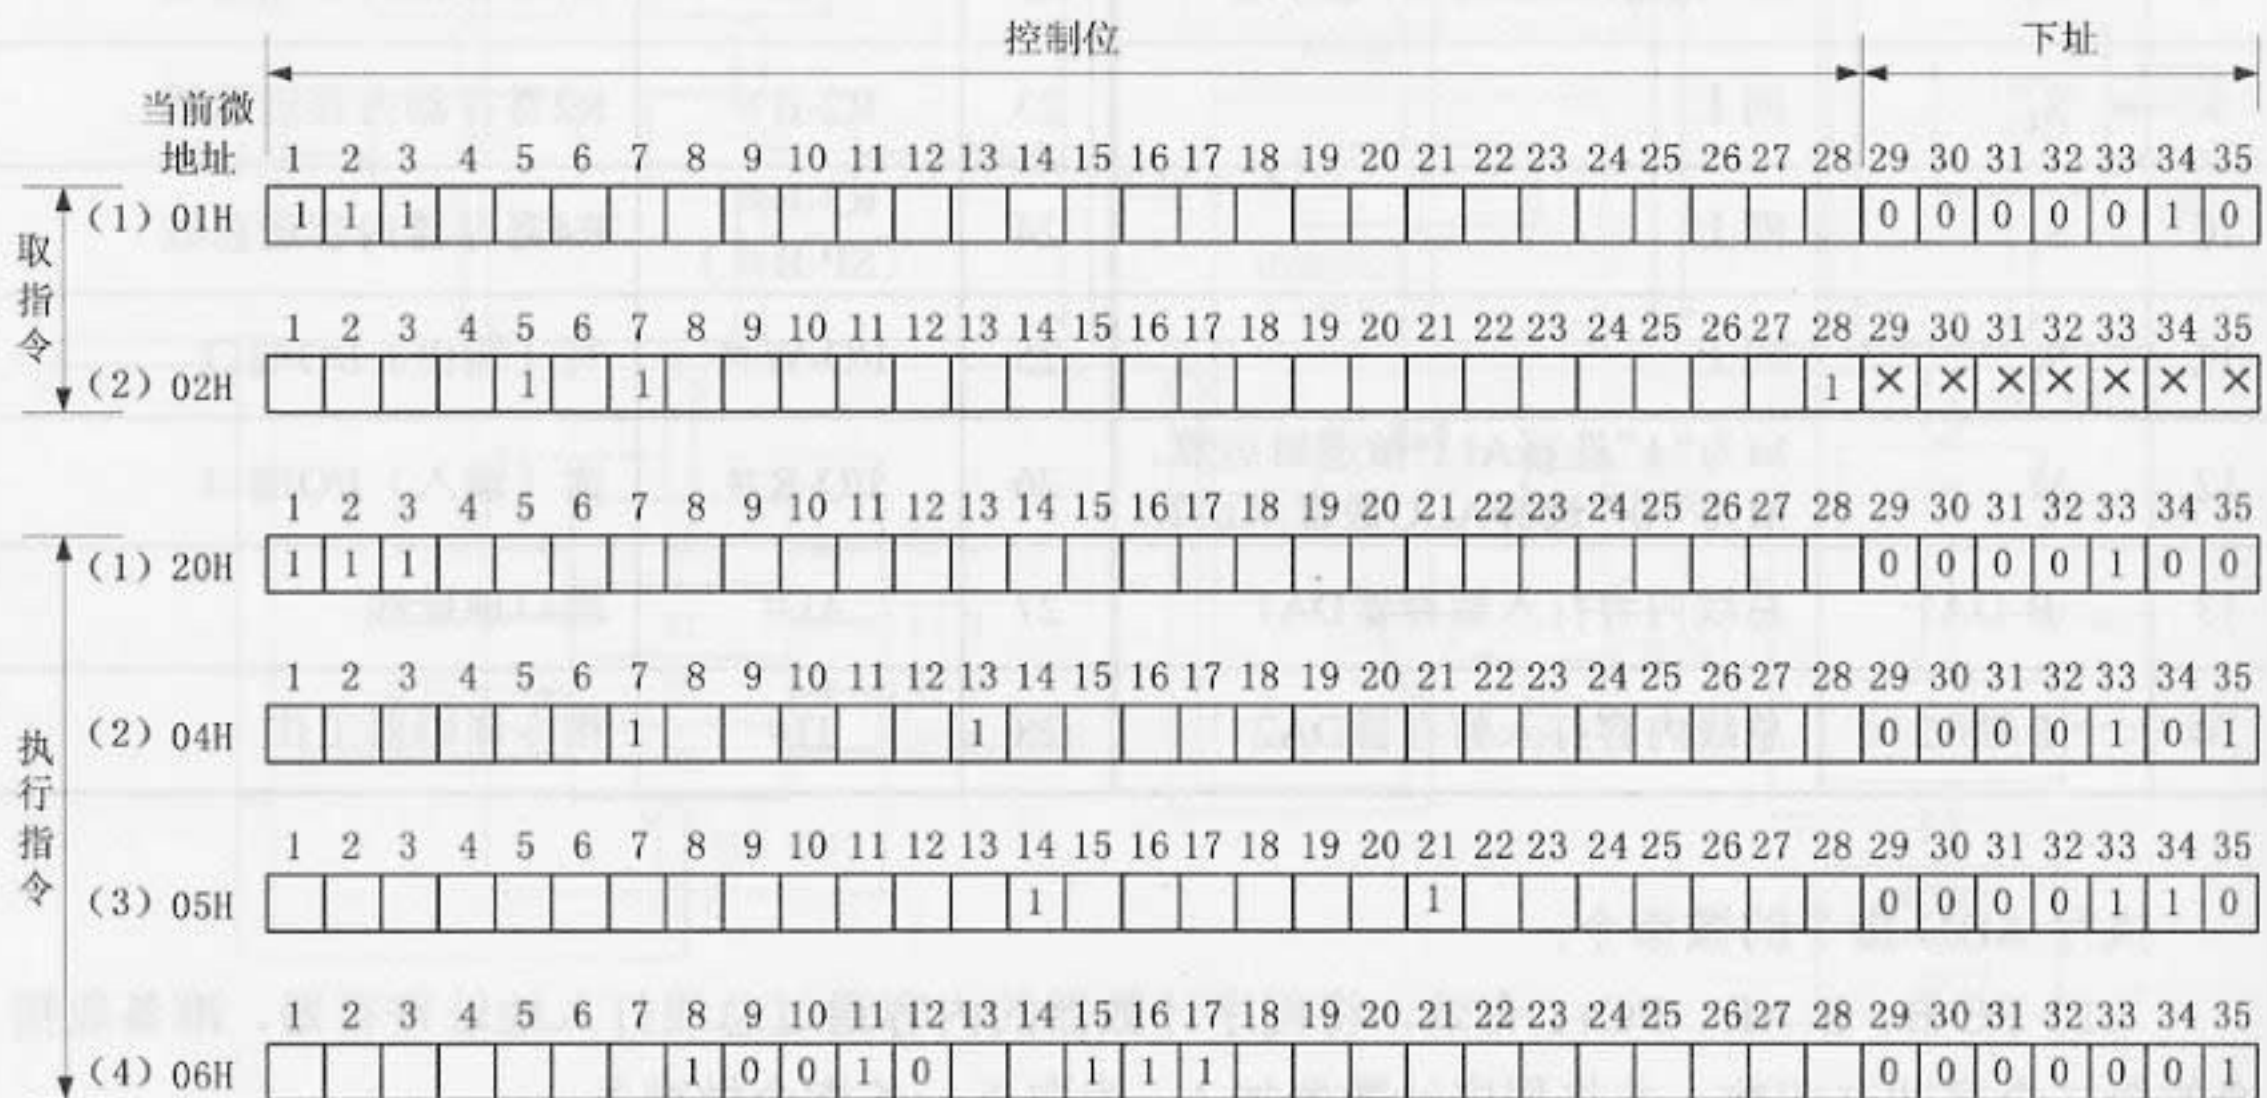 控制位 下址
当前微
地址 1 2 3 4 5 6 7 8 9 10 11 12 13 14 15 16 17 18 19 20 21 22 23 24 25 26 27 28 29 30 31 32 33 34 35
取指令
(1) 01H 1 1 1 0 0 0 0 0 1 0
1 2 3 4 5 6 7 8 9 10 11 12 13 14 15 16 17 18 19 20 21 22 23 24 25 26 27 28 29 30 31 32 33 34 35
(2) 02H 1 1 1 × × × × × × ×
1 2 3 4 5 6 7 8 9 10 11 12 13 14 15 16 17 18 19 20 21 22 23 24 25 26 27 28 29 30 31 32 33 34 35
执行指令
(1) 20H 1 1 1 0 0 0 0 1 0 0
1 2 3 4 5 6 7 8 9 10 11 12 13 14 15 16 17 18 19 20 21 22 23 24 25 26 27 28 29 30 31 32 33 34 35
(2) 04H 1 1 0 0 0 0 1 0 1
1 2 3 4 5 6 7 8 9 10 11 12 13 14 15 16 17 18 19 20 21 22 23 24 25 26 27 28 29 30 31 32 33 34 35
(3) 05H 1 1 0 0 0 0 1 1 0
1 2 3 4 5 6 7 8 9 10 11 12 13 14 15 16 17 18 19 20 21 22 23 24 25 26 27 28 29 30 31 32 33 34 35
(4) 06H 1 0 0 1 0 1 1 1 0 0 0 0 0 0 1